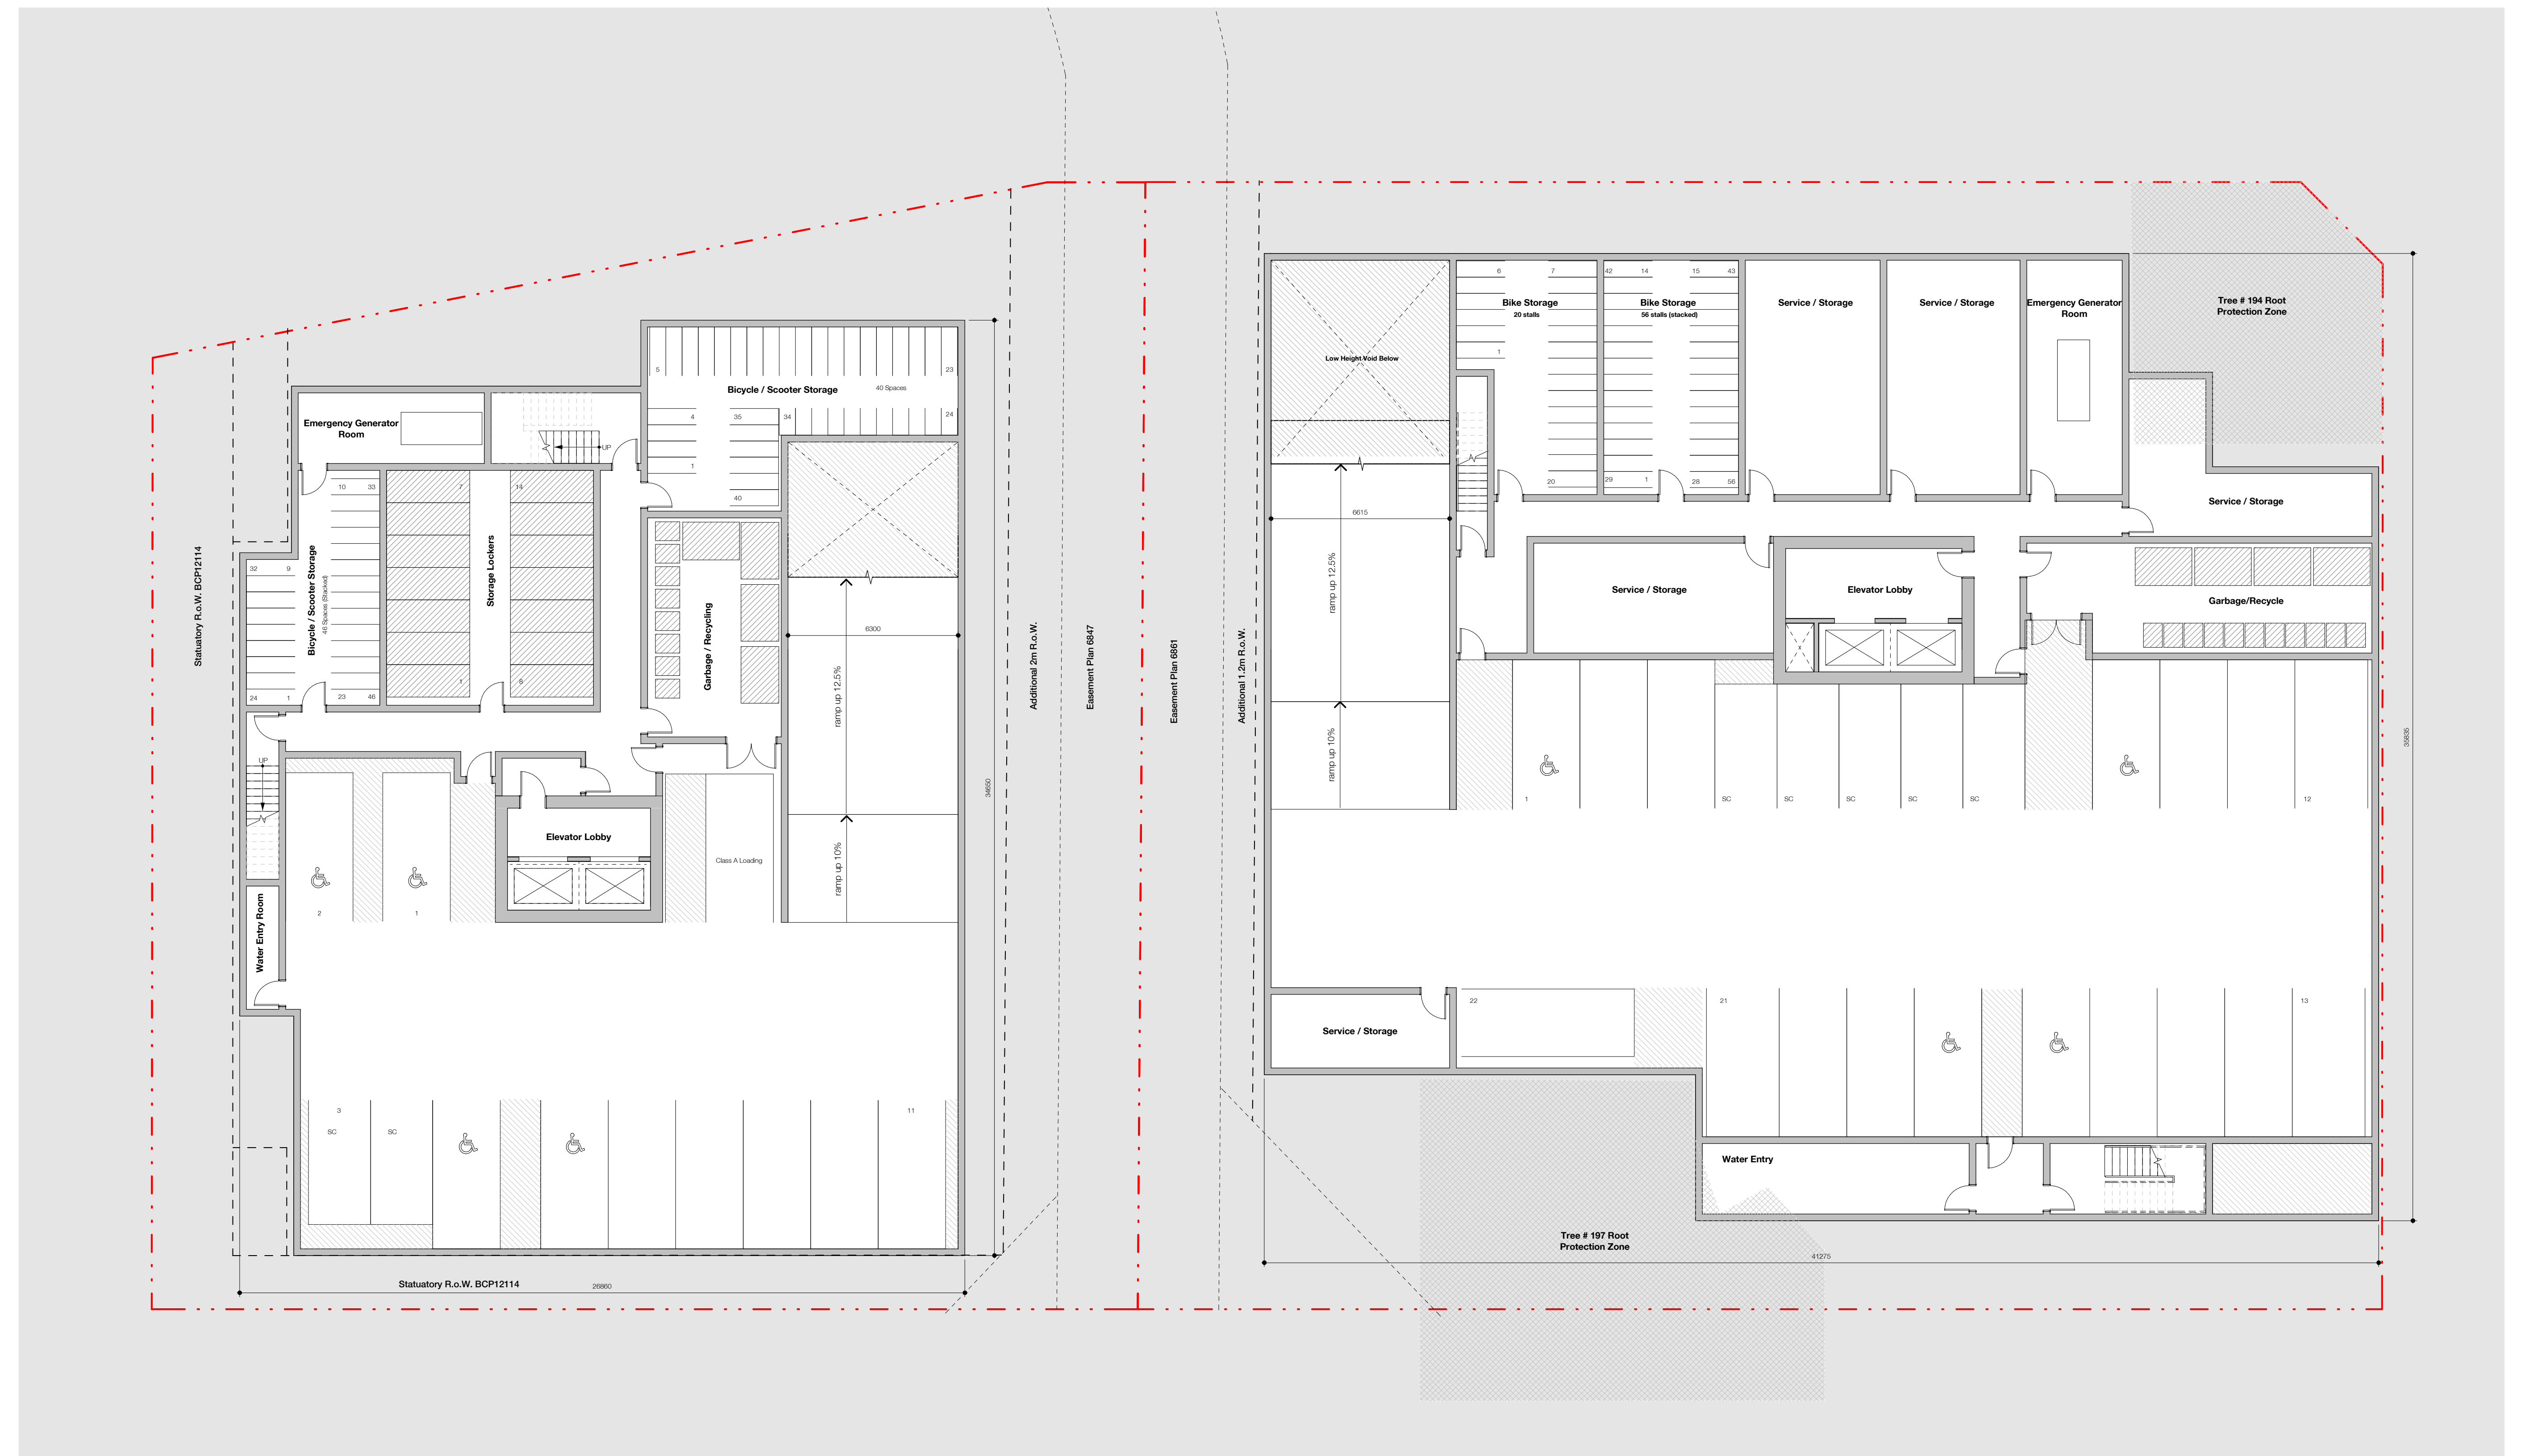 Statuatory R.o.W. BCP12114
Emergency Generator
Room
UP
5
23
Bicycle / Scooter Storage
40 Spaces
4
35
34
24
1
40
10
33
32
9
Bicycle / Scooter Storage
46 Spaces (Stacked)
24
1
23
46
7
14
Storage Lockers
1
8
Garbage / Recycling
6300
ramp up 12.5%
ramp up 10%
UP
Elevator Lobby
Class A Loading
2
1
Water Entry Room
3
SC
SC
11
34650
Statuatory R.o.W. BCP12114
26860
Additional 2m R.o.W.
Easement Plan 6847
Easement Plan 6861
Additional 1.2m R.o.W.
Low Height Void Below
6
7
Bike Storage
20 stalls
1
20
42
14
15
43
Bike Storage
56 stalls (stacked)
29
1
28
56
Service / Storage
Service / Storage
Emergency Generator
Room
Tree # 194 Root
Protection Zone
Service / Storage
6615
ramp up 12.5%
ramp up 10%
Service / Storage
Elevator Lobby
Garbage/Recycle
1
SC
SC
SC
SC
SC
12
35835
Service / Storage
22
21
13
Water Entry
Tree # 197 Root
Protection Zone
41275